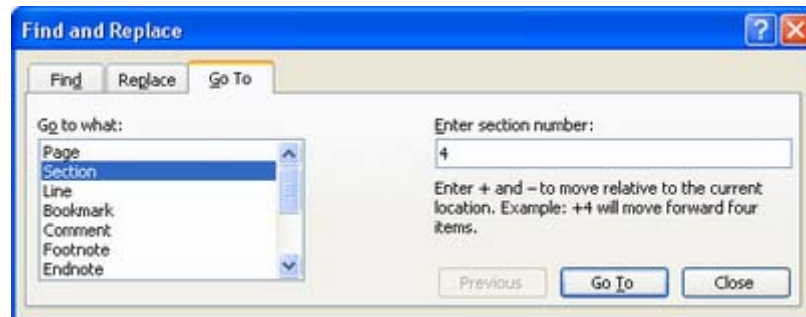 Find and Replace
Find Replace Go To
Go to what:
Page
Section
Line
Bookmark
Comment
Footnote
Endnote
Enter section number:
4
Enter + and – to move relative to the current
location. Example: +4 will move forward four
items.
Previous Go To Close